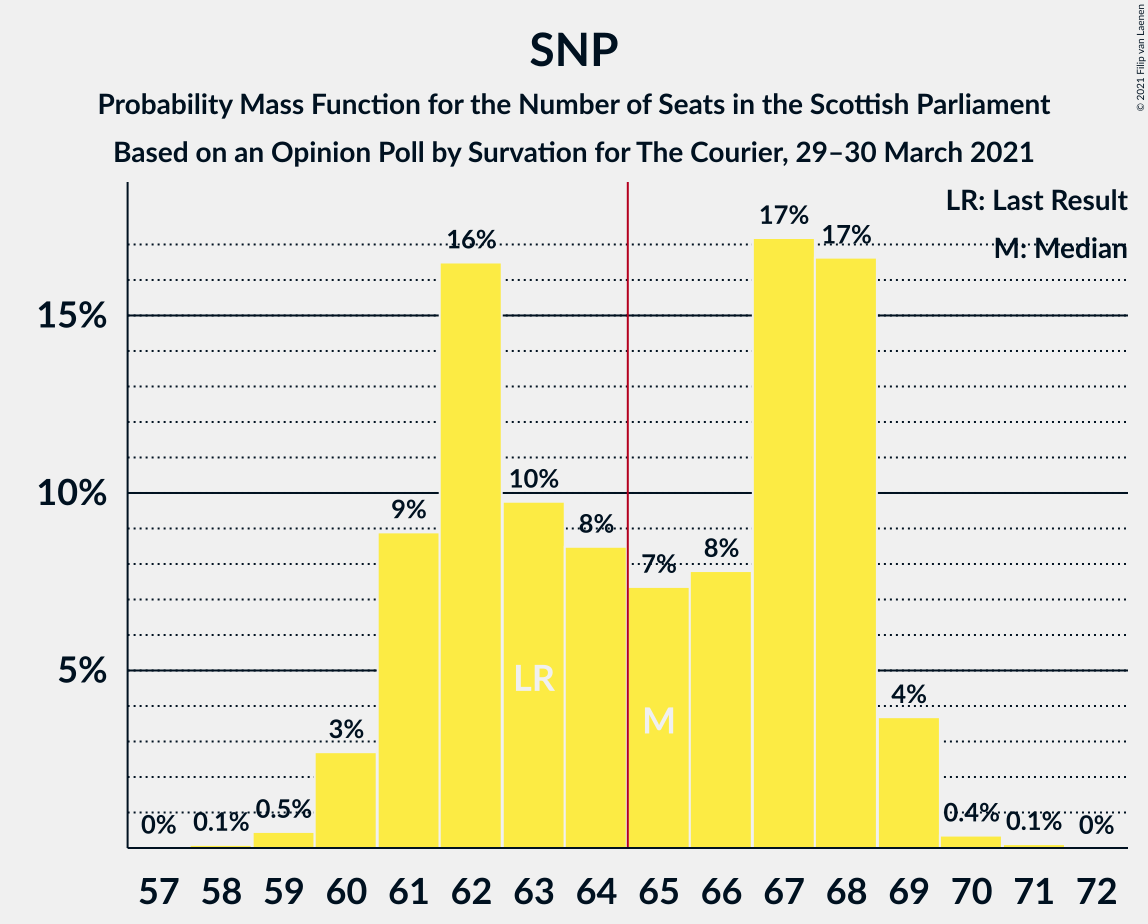 SNP
Probability Mass Function for the Number of Seats in the Scottish Parliament
Based on an Opinion Poll by Survation for The Courier, 29–30 March 2021
© 2021 Filip van Laenen
LR: Last Result
M: Median
15%
10%
5%
0%
0.1%
0.5%
3%
9%
16%
10%
8%
7%
8%
17%
17%
4%
0.4%
0.1%
0%
LR
M
57 58 59 60 61 62 63 64 65 66 67 68 69 70 71 72